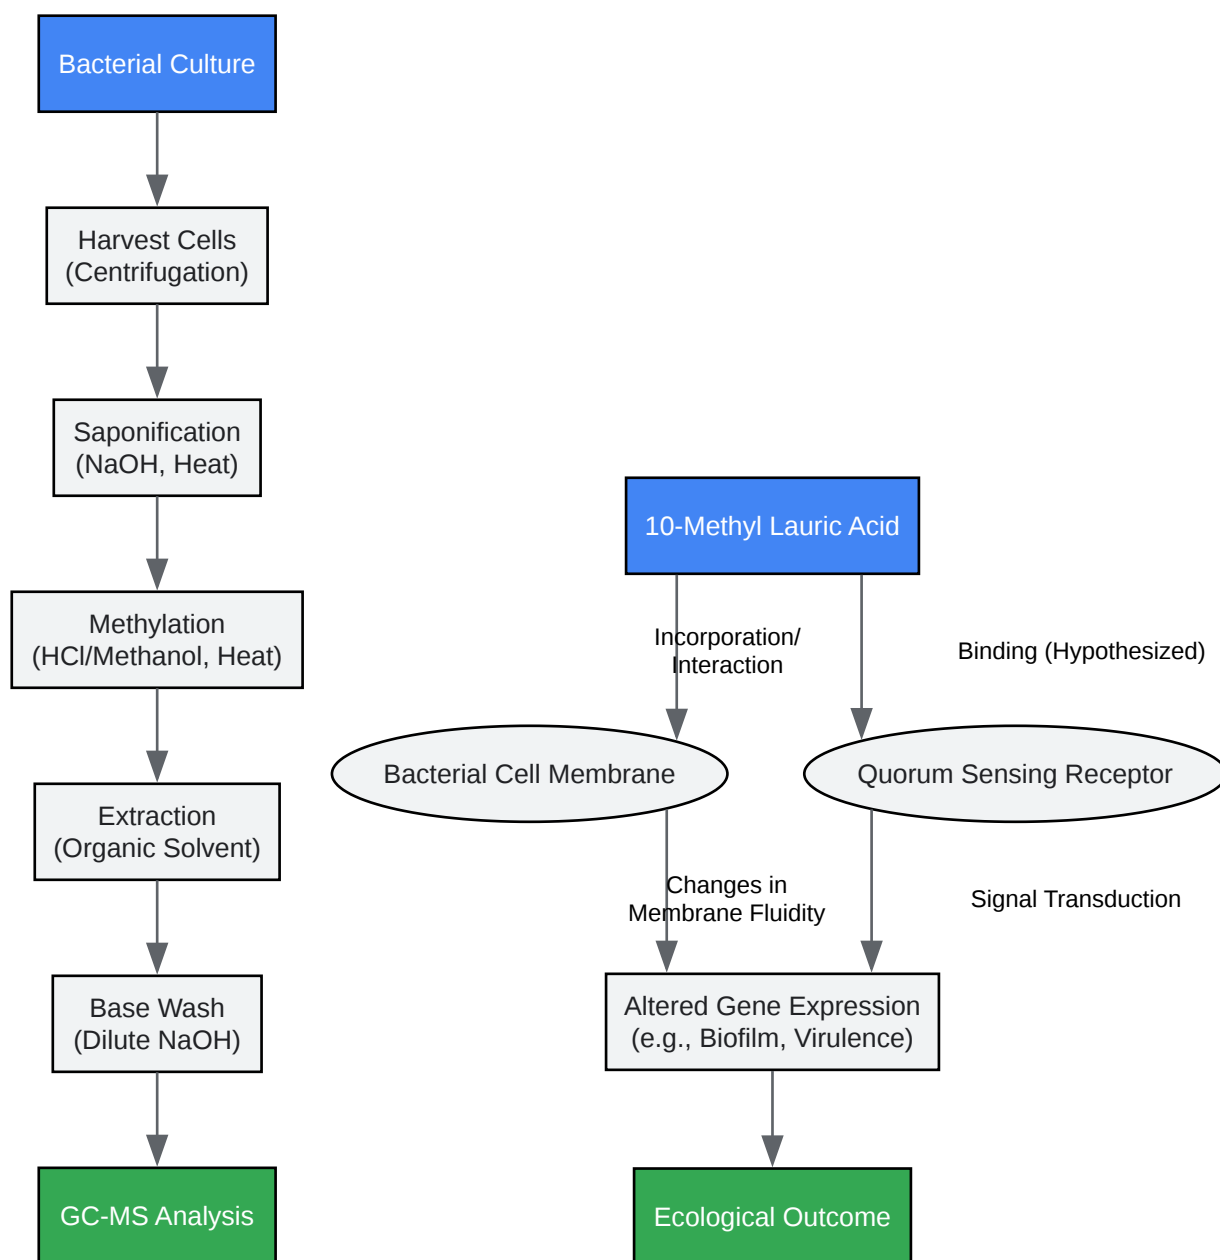 Bacterial Culture
Harvest Cells
(Centrifugation)
Saponification
(NaOH, Heat)
Methylation
(HCl/Methanol, Heat)
Extraction
(Organic Solvent)
Base Wash
(Dilute NaOH)
GC-MS Analysis
10-Methyl Lauric Acid
Incorporation/
Interaction
Binding (Hypothesized)
Bacterial Cell Membrane
Quorum Sensing Receptor
Changes in
Membrane Fluidity
Signal Transduction
Altered Gene Expression
(e.g., Biofilm, Virulence)
Ecological Outcome